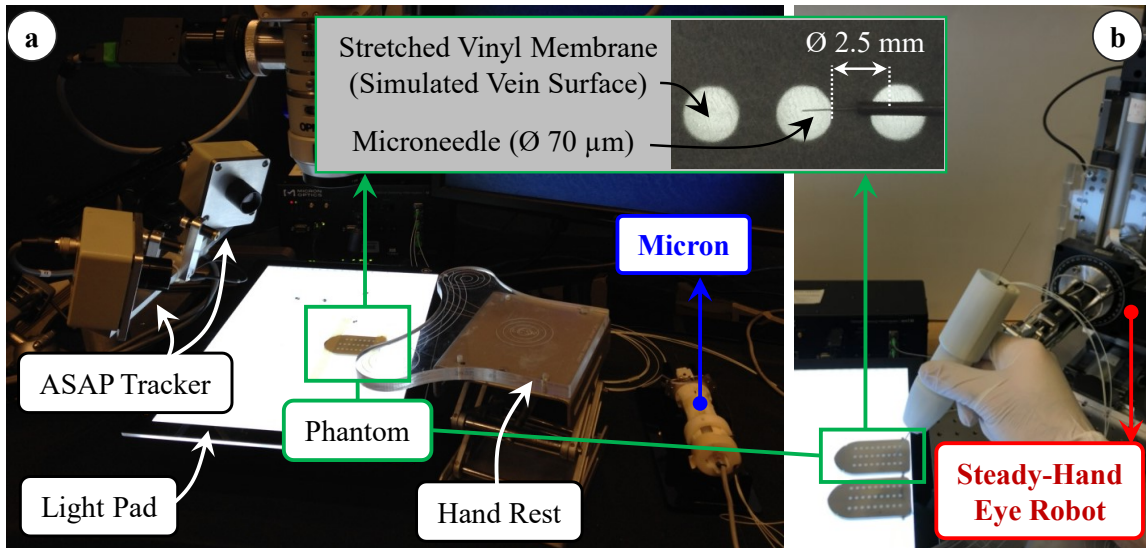 a
Stretched Vinyl Membrane
(Simulated Vein Surface)
Microneedle (Ø 70 µm)
Ø 2.5 mm
b
Micron
ASAP Tracker
Phantom
Light Pad
Hand Rest
Steady-Hand
Eye Robot